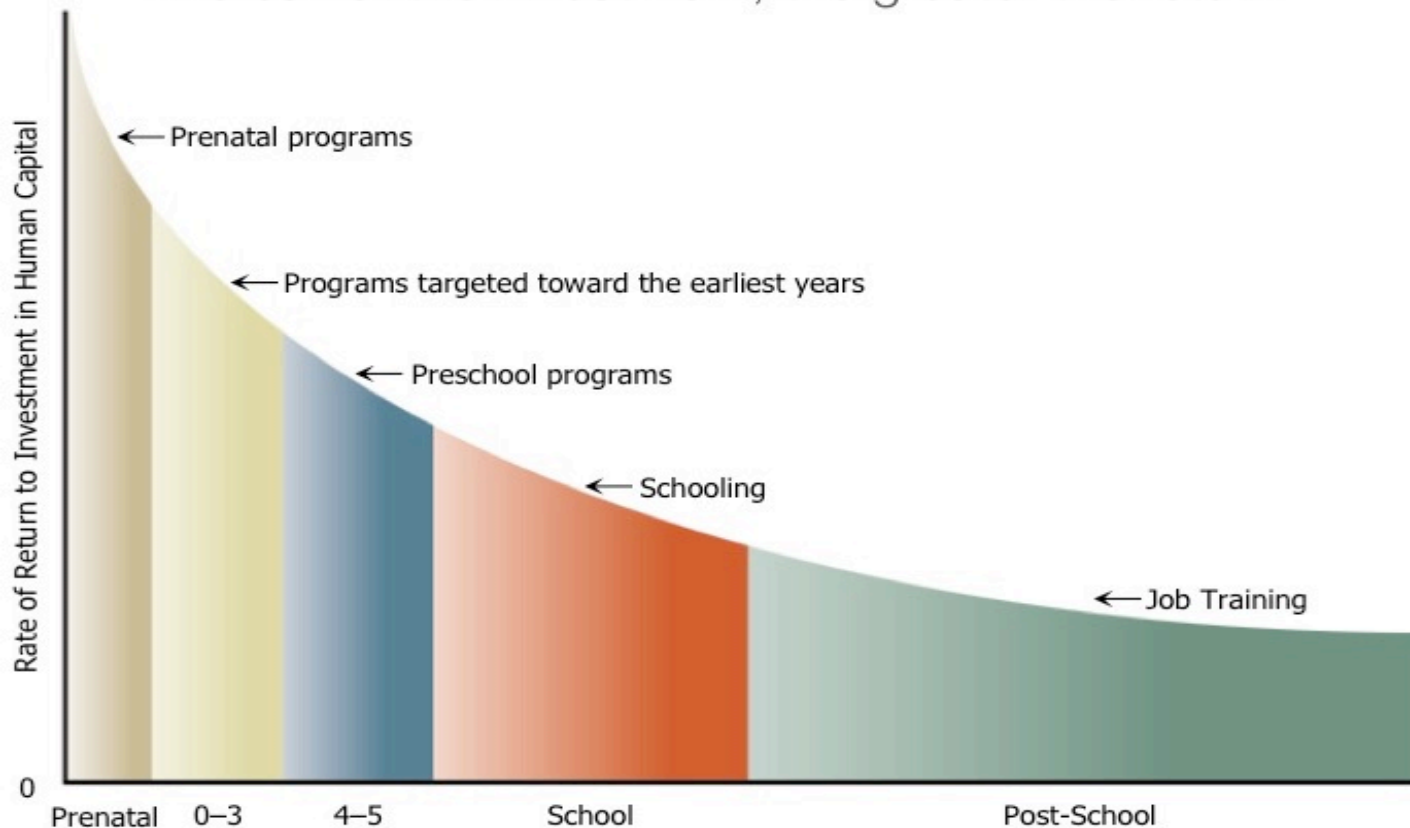 Rate of Return to Investment in Human Capital
Prenatal programs
Programs targeted toward the earliest years
Preschool programs
Schooling
Job Training
0
Prenatal 0–3 4–5 School Post-School